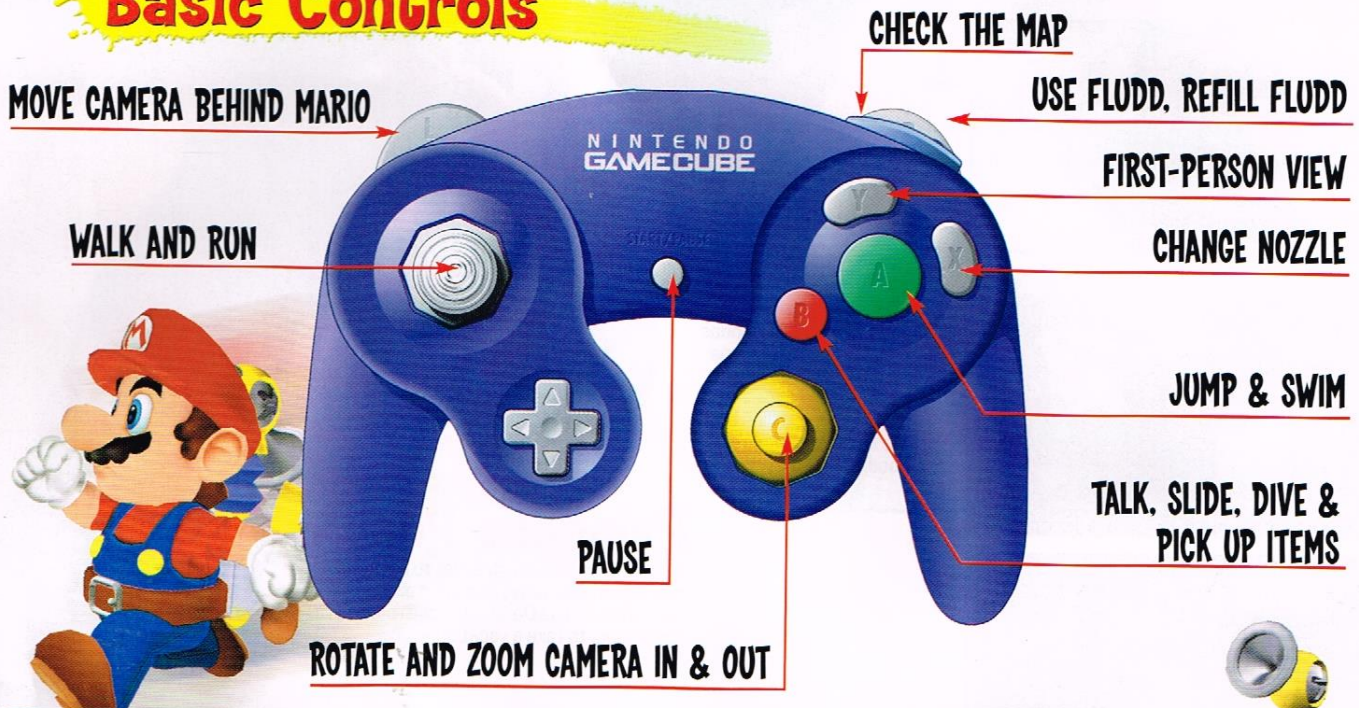 Basic Controls
CHECK THE MAP
MOVE CAMERA BEHIND MARIO
USE FLUDD, REFILL FLUDD
L
NINTENDO
GAMECUBE
FIRST-PERSON VIEW
Y
WALK AND RUN
START/PAUSE
CHANGE NOZZLE
X
A
B
M
JUMP & SWIM
C
TALK, SLIDE, DIVE &
PICK UP ITEMS
PAUSE
ROTATE AND ZOOM CAMERA IN & OUT